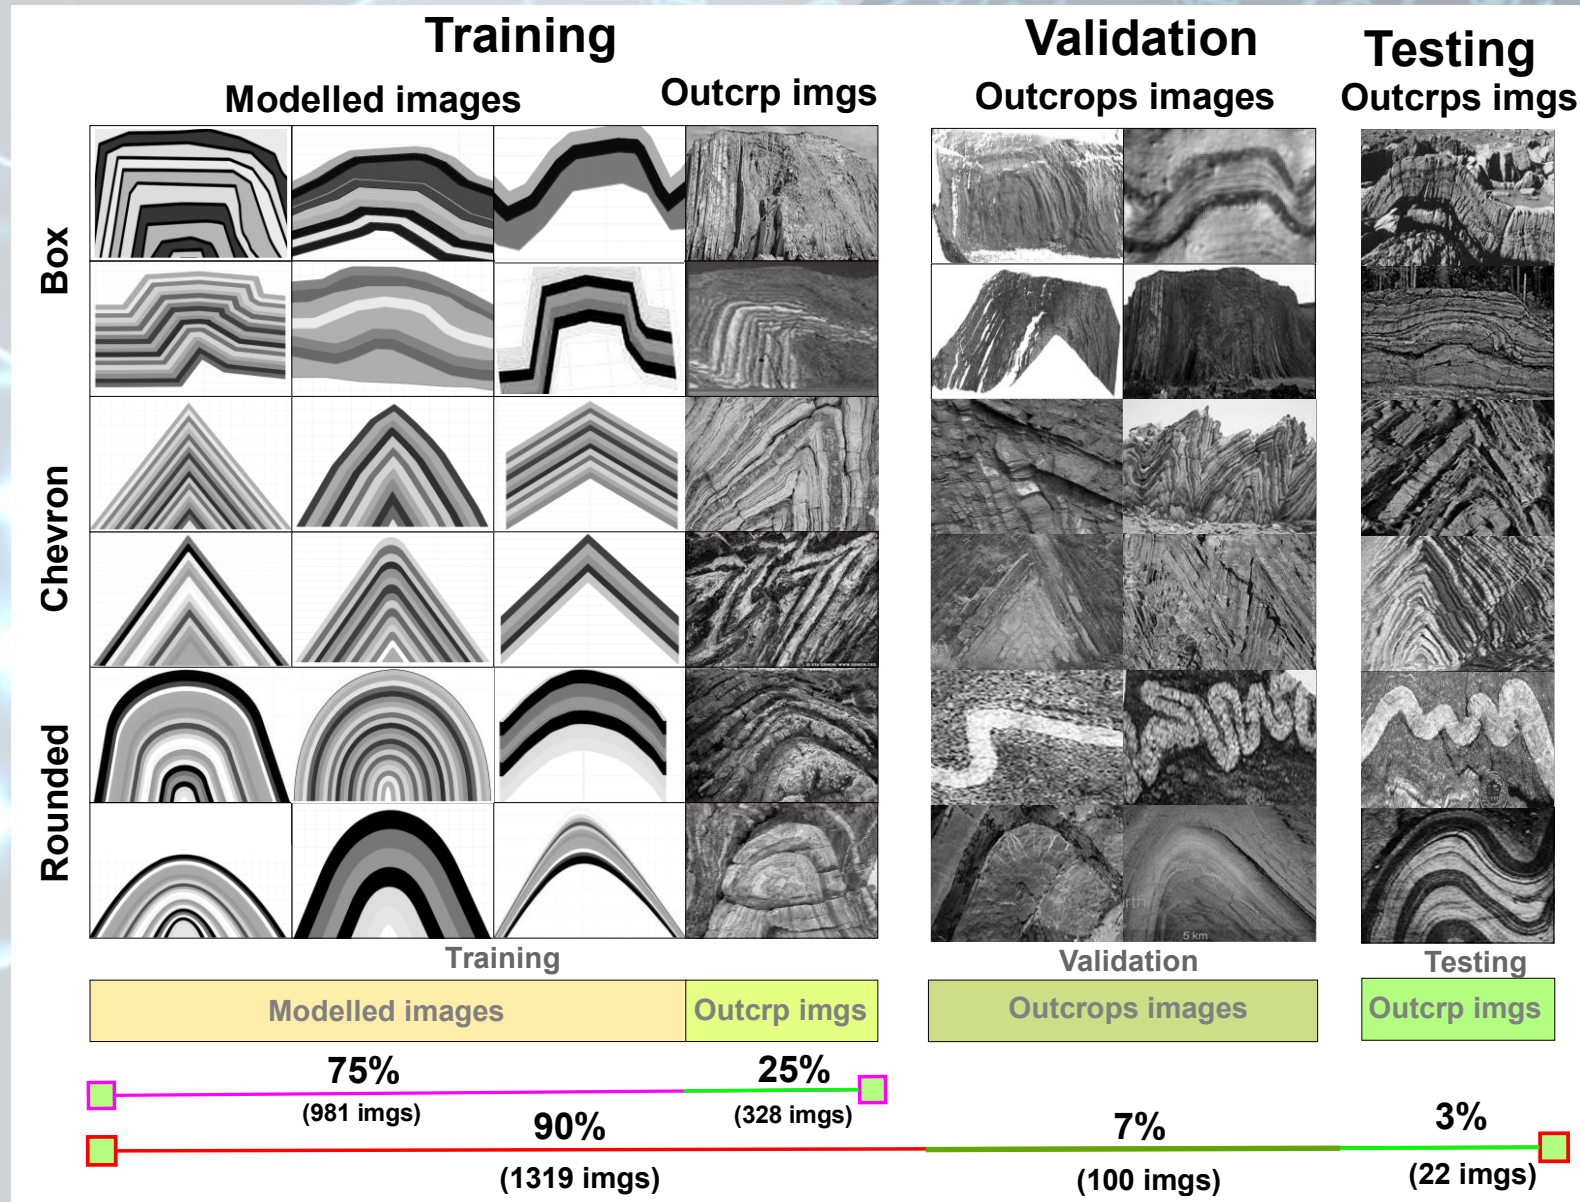 Training
Validation
Testing
Modelled images
Outcrp imgs
Outcrops images
Outcrps imgs
Box
Chevron
Rounded
5 km
Training
Validation
Testing
Modelled images
Outcrp imgs
Outcrops images
Outcrp imgs
75%
25%
(981 imgs)
(328 imgs)
90%
7%
3%
(1319 imgs)
(100 imgs)
(22 imgs)